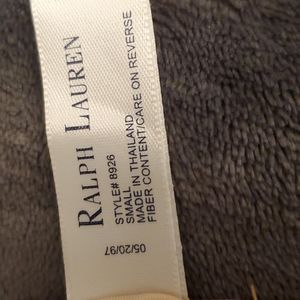 RALPH LAUREN
STYLE# 8926
SMALL
MADE IN THAILAND
FIBER CONTENT/CARE ON REVERSE
05/20/97